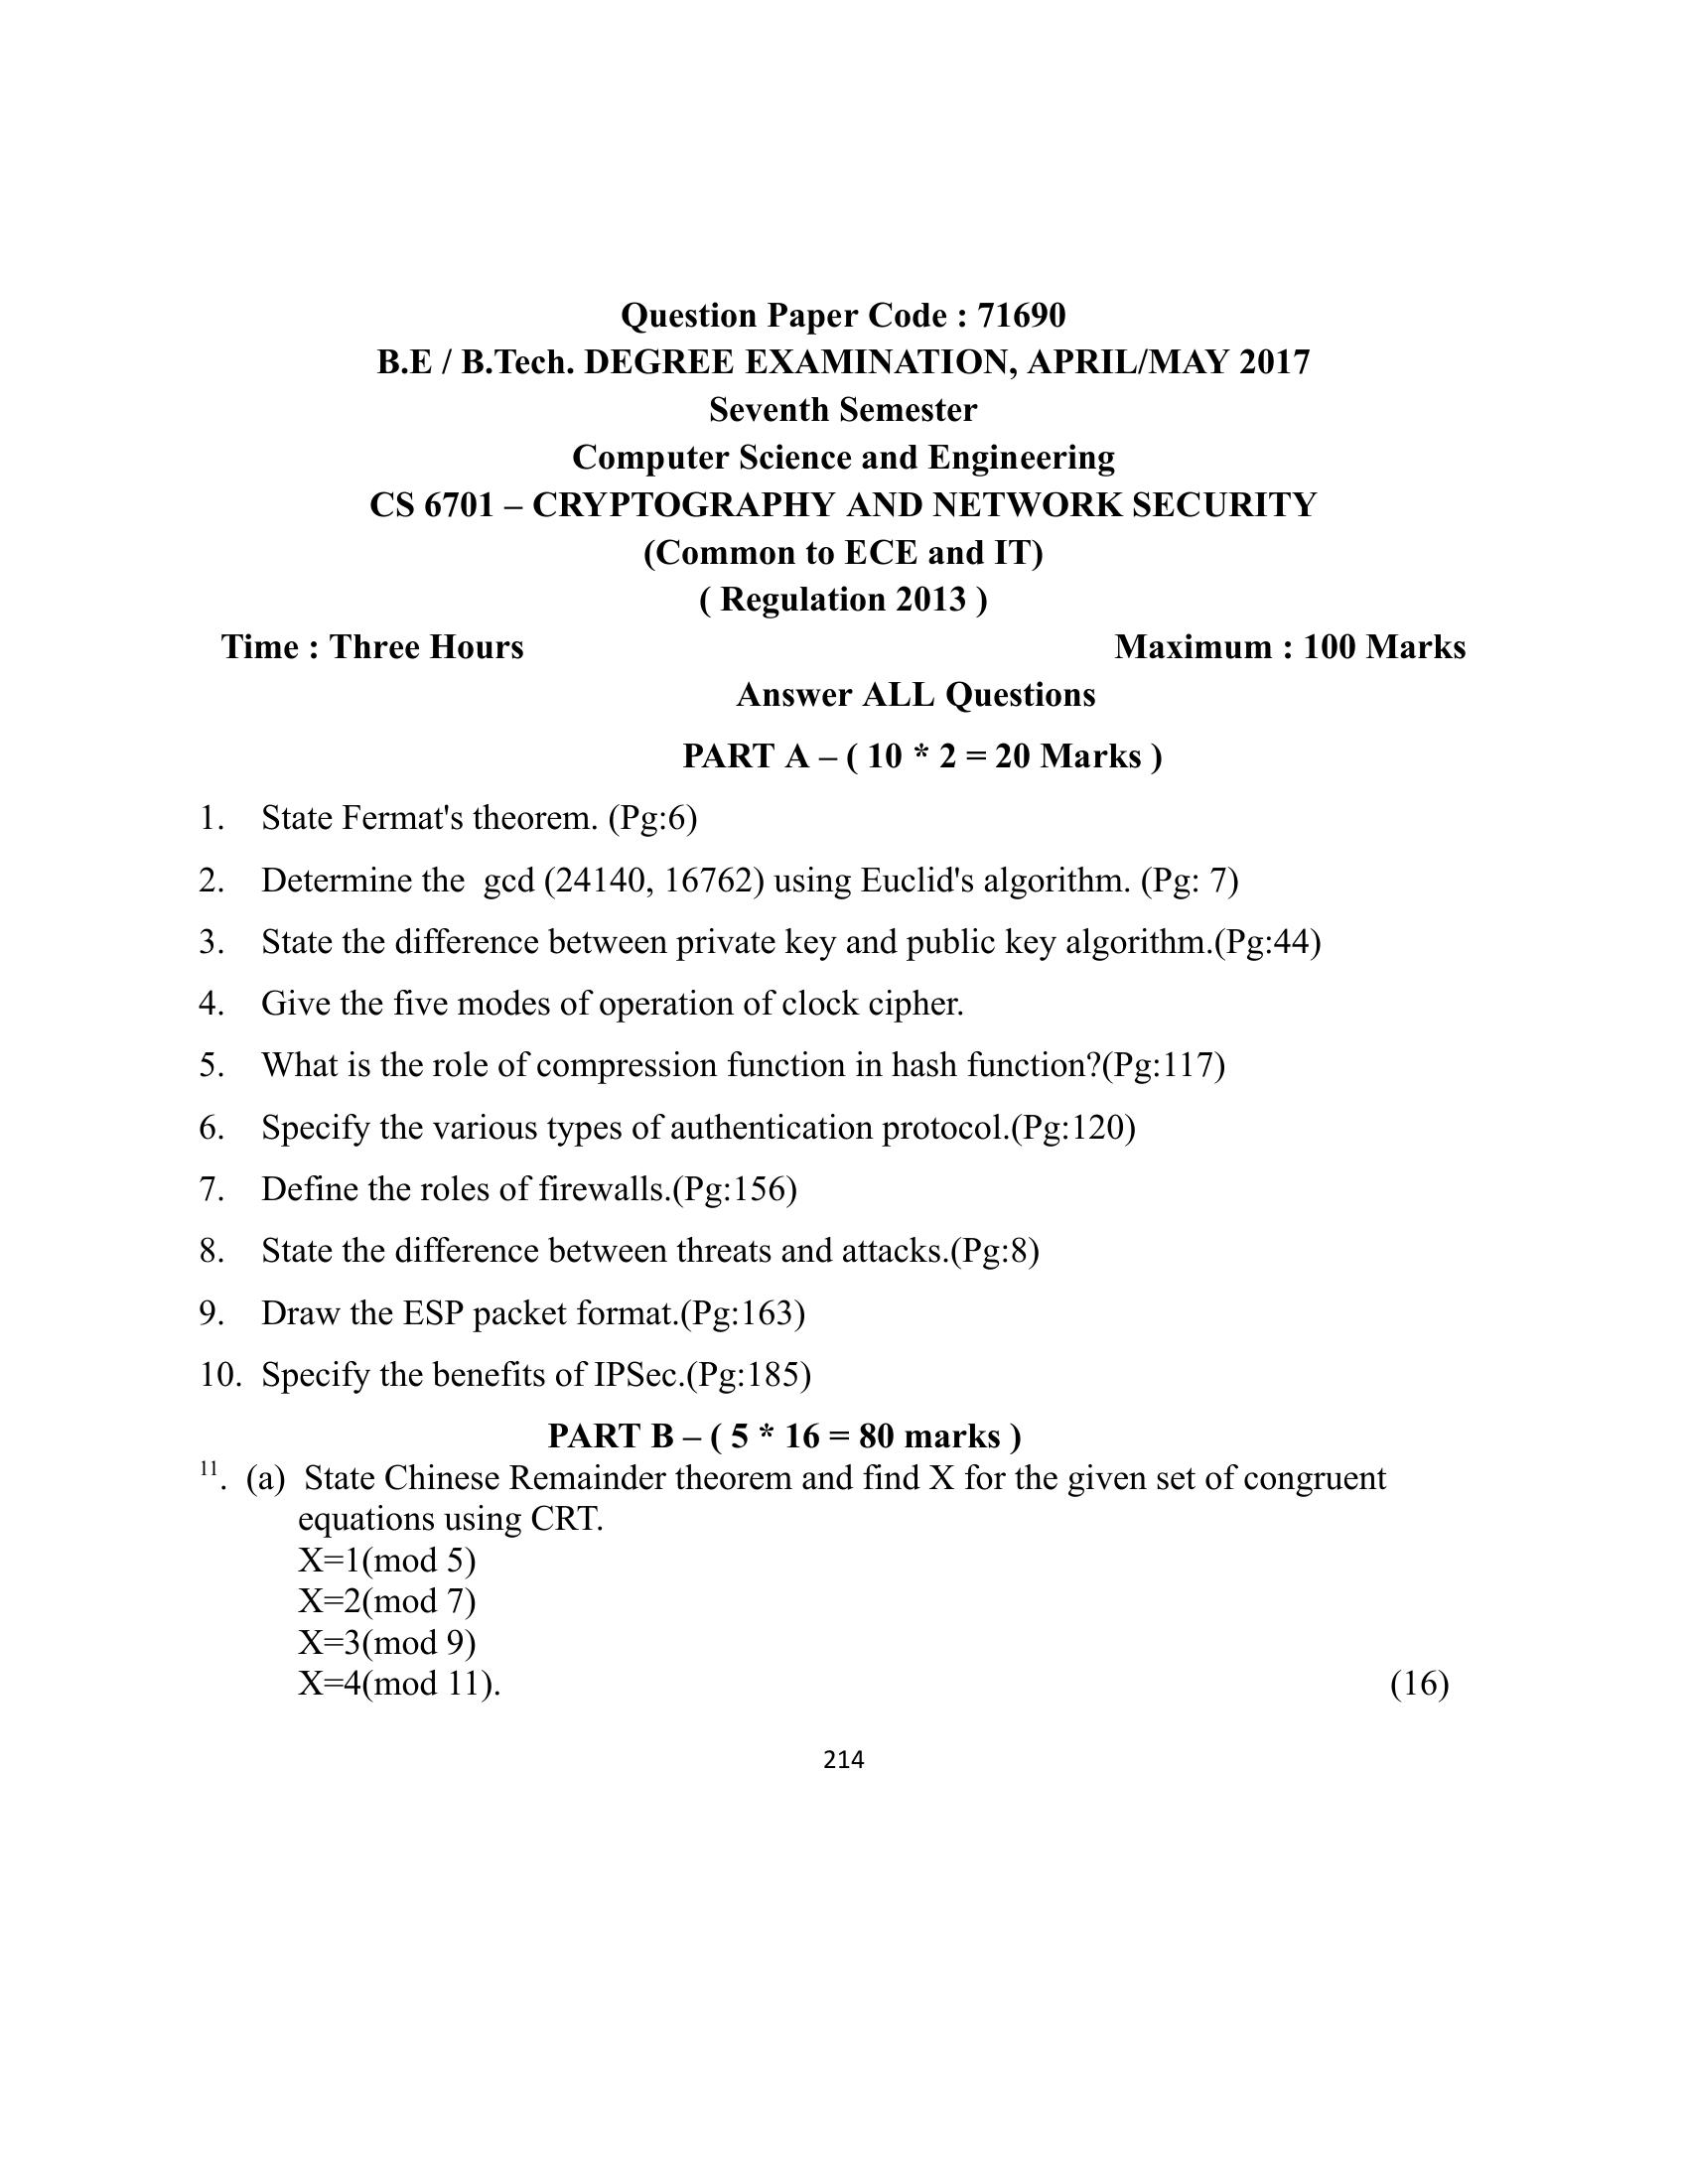 Question Paper Code : 71690
B.E / B.Tech. DEGREE EXAMINATION, APRIL/MAY 2017
Seventh Semester
Computer Science and Engineering
CS 6701 – CRYPTOGRAPHY AND NETWORK SECURITY
(Common to ECE and IT)
( Regulation 2013 )
Time : Three Hours Maximum : 100 Marks
Answer ALL Questions
PART A – ( 10 * 2 = 20 Marks )
1. State Fermat's theorem. (Pg:6)
2. Determine the gcd (24140, 16762) using Euclid's algorithm. (Pg: 7)
3. State the difference between private key and public key algorithm.(Pg:44)
4. Give the five modes of operation of clock cipher.
5. What is the role of compression function in hash function?(Pg:117)
6. Specify the various types of authentication protocol.(Pg:120)
7. Define the roles of firewalls.(Pg:156)
8. State the difference between threats and attacks.(Pg:8)
9. Draw the ESP packet format.(Pg:163)
10. Specify the benefits of IPSec.(Pg:185)
PART B – ( 5 * 16 = 80 marks )
11. (a) State Chinese Remainder theorem and find X for the given set of congruent
equations using CRT.
X=1(mod 5)
X=2(mod 7)
X=3(mod 9)
X=4(mod 11). (16)
214